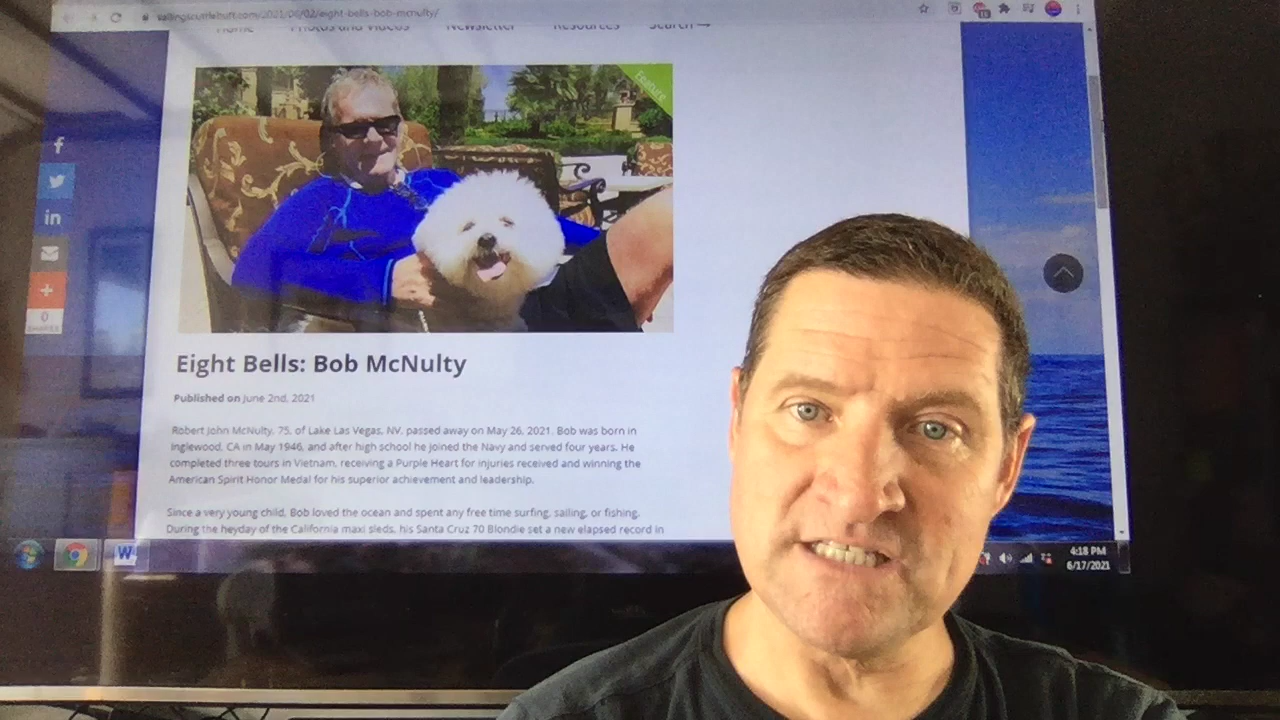 sailingscuttlebutt.com/2021/06/02/eight-bells-bob-mcnulty/
Home Photos and Videos Newsletter Resources Search
Feature
f
in
+
0
SHARES
Eight Bells: Bob McNulty
Published on June 2nd, 2021
Robert John McNulty, 75, of Lake Las Vegas, NV, passed away on May 26, 2021. Bob was born in
Inglewood, CA in May 1946, and after high school he joined the Navy and served four years. He
completed three tours in Vietnam, receiving a Purple Heart for injuries received and winning the
American Spirit Honor Medal for his superior achievement and leadership.
Since a very young child, Bob loved the ocean and spent any free time surfing, sailing, or fishing.
During the heyday of the California maxi sleds, his Santa Cruz 70 Blondie set a new elapsed record in
W
4:18 PM
6/17/2021